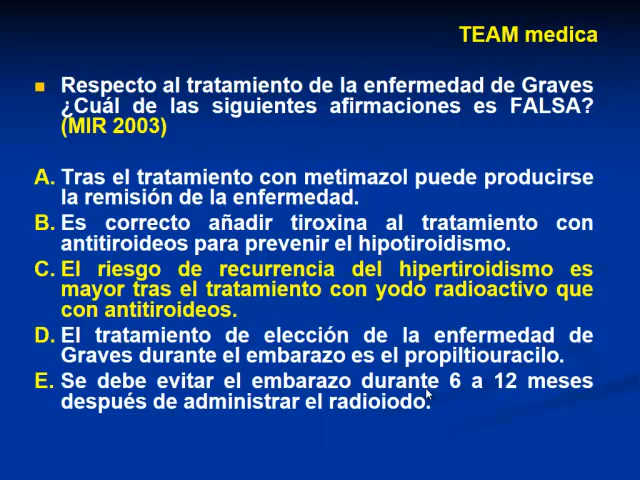 TEAM medica
Respecto al tratamiento de la enfermedad de Graves
¿Cuál de las siguientes afirmaciones es FALSA?
(MIR 2003)
A. Tras el tratamiento con metimazol puede producirse
la remisión de la enfermedad.
B. Es correcto añadir tiroxina al tratamiento con
antitiroideos para prevenir el hipotiroidismo.
C. El riesgo de recurrencia del hipertiroidismo es
mayor tras el tratamiento con yodo radioactivo que
con antitiroideos.
D. El tratamiento de elección de la enfermedad de
Graves durante el embarazo es el propiltiouracilo.
E. Se debe evitar el embarazo durante 6 a 12 meses
después de administrar el radioiodo.